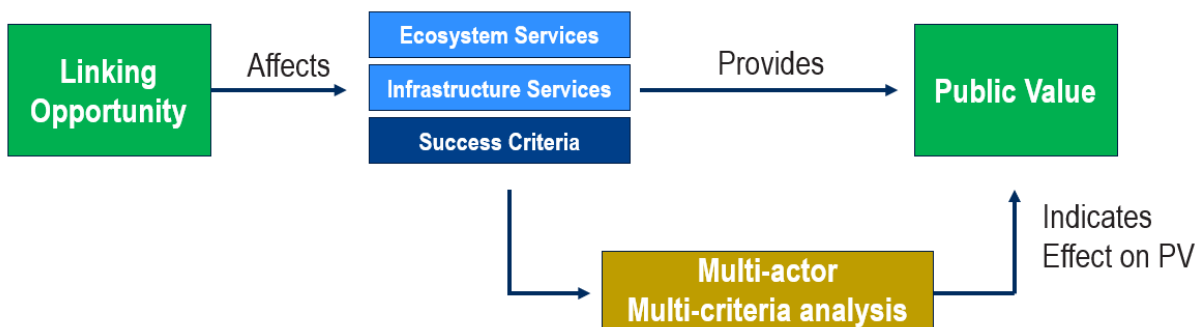 Linking
Opportunity
Affects
Ecosystem Services
Infrastructure Services
Success Criteria
Provides
Public Value
Multi-actor
Multi-criteria analysis
Indicates
Effect on PV